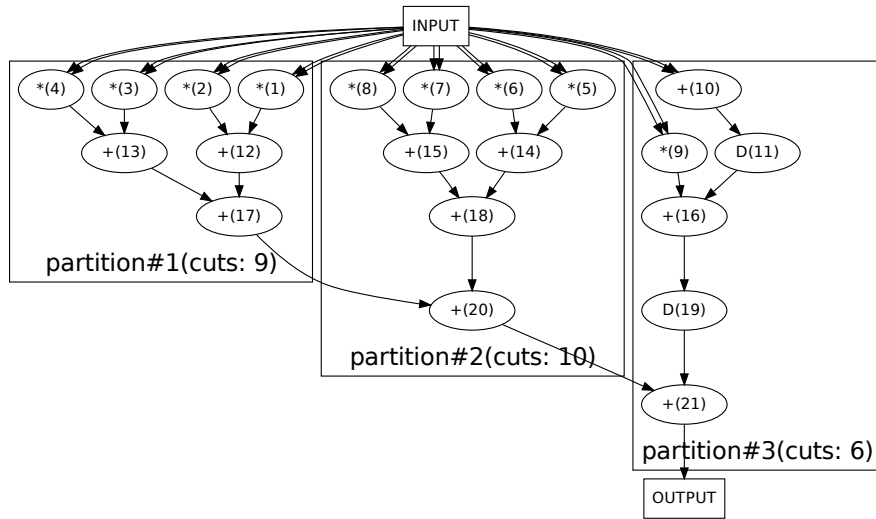 INPUT
*(4) *(3) *(2) *(1) *(8) *(7) *(6) *(5) +(10)
+(13) +(12) +(15) +(14) *(9) D(11)
+(17) +(18) +(16)
partition#1(cuts: 9)
+(20) D(19)
partition#2(cuts: 10)
+(21)
partition#3(cuts: 6)
OUTPUT